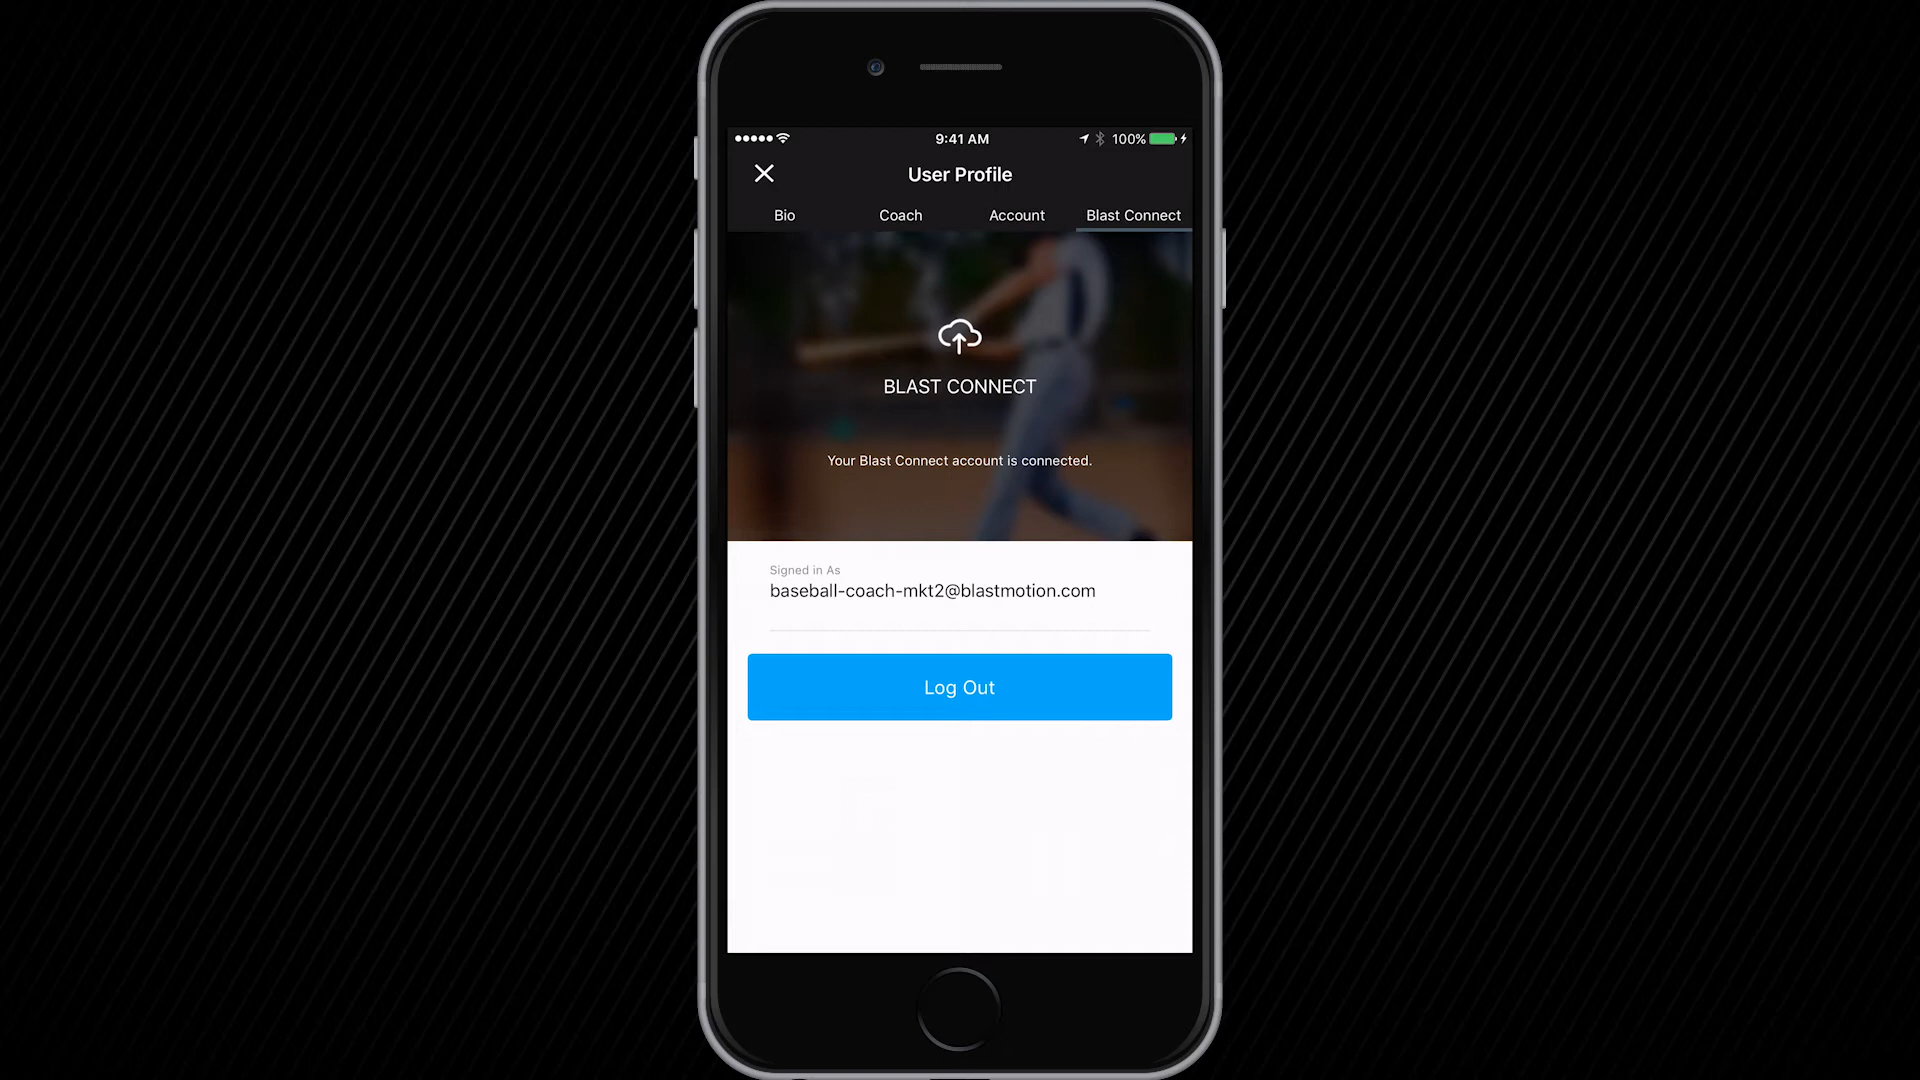 9:41 AM
100%
User Profile
Bio
Coach
Account
Blast Connect
BLAST CONNECT
Your Blast Connect account is connected.
Signed in As
baseball-coach-mkt2@blastmotion.com
Log Out